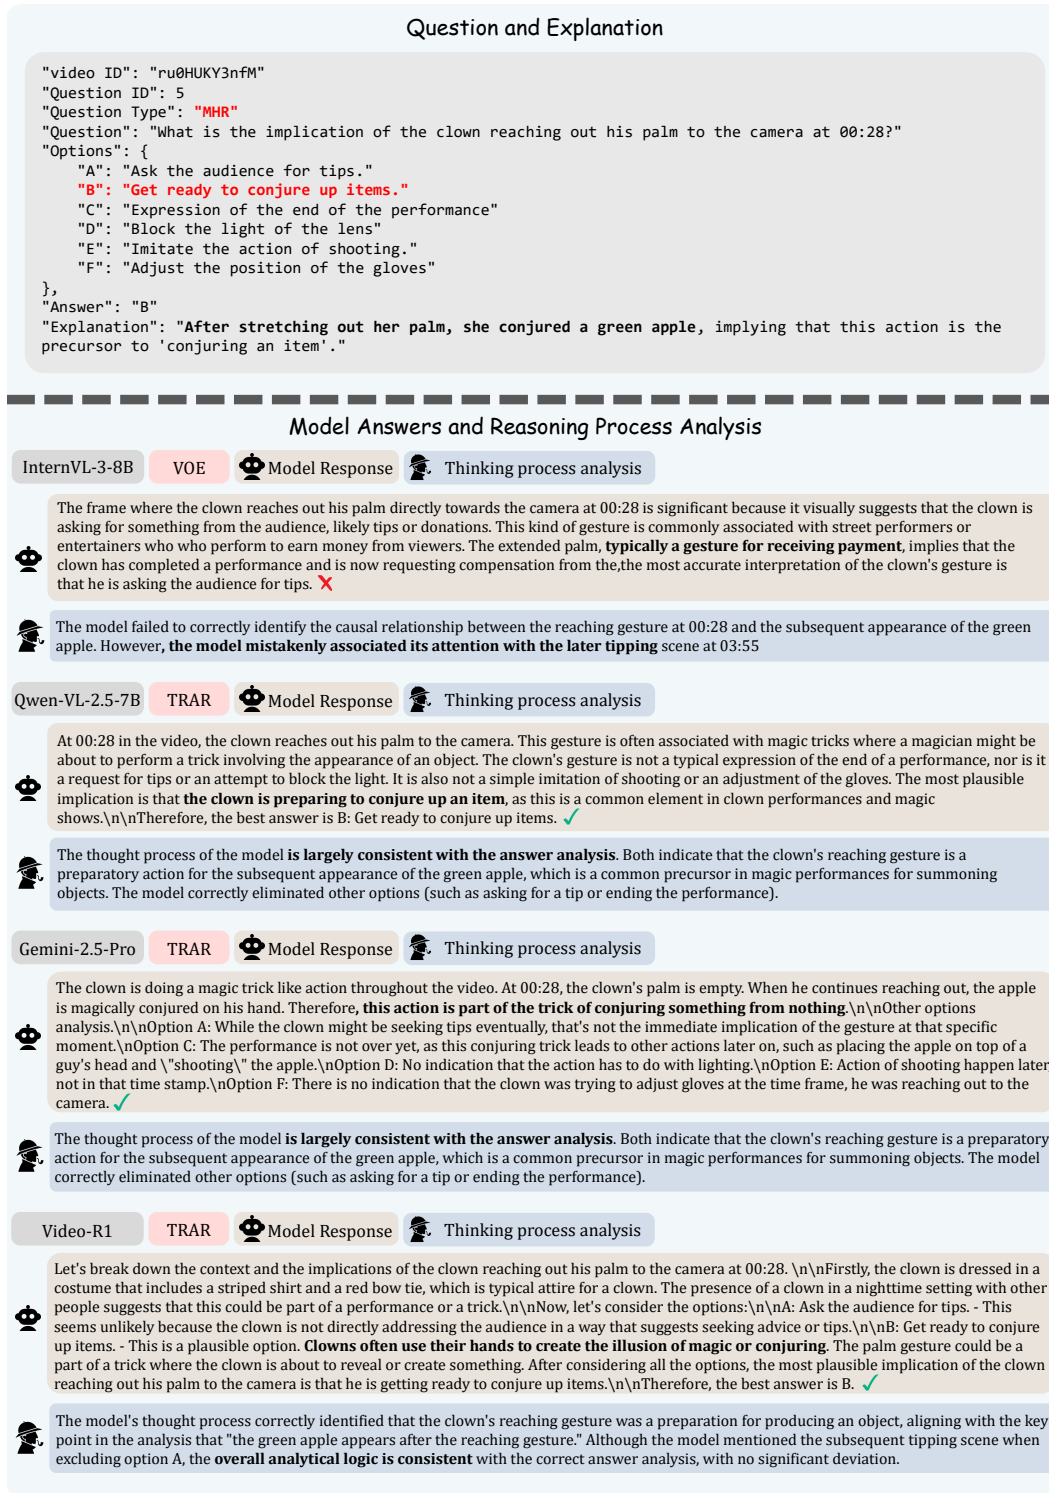 Question and Explanation
"video ID": "ru0HUKY3nfM"
"Question ID": 5
"Question Type": "MHR"
"Question": "What is the implication of the clown reaching out his palm to the camera at 00:28?"
"Options": {
"A": "Ask the audience for tips."
"B": "Get ready to conjure up items."
"C": "Expression of the end of the performance"
"D": "Block the light of the lens"
"E": "Imitate the action of shooting."
"F": "Adjust the position of the gloves"
},
"Answer": "B"
"Explanation": "After stretching out her palm, she conjured a green apple, implying that this action is the
precursor to 'conjuring an item'."
Model Answers and Reasoning Process Analysis
InternVL-3-8B VOE Model Response Thinking process analysis
The frame where the clown reaches out his palm directly towards the camera at 00:28 is significant because it visually suggests that the clown is
asking for something from the audience, likely tips or donations. This kind of gesture is commonly associated with street performers or
entertainers who who perform to earn money from viewers. The extended palm, typically a gesture for receiving payment, implies that the
clown has completed a performance and is now requesting compensation from the,the most accurate interpretation of the clown's gesture is
that he is asking the audience for tips. ✗
The model failed to correctly identify the causal relationship between the reaching gesture at 00:28 and the subsequent appearance of the green
apple. However, the model mistakenly associated its attention with the later tipping scene at 03:55
Qwen-VL-2.5-7B TRAR Model Response Thinking process analysis
At 00:28 in the video, the clown reaches out his palm to the camera. This gesture is often associated with magic tricks where a magician might be
about to perform a trick involving the appearance of an object. The clown's gesture is not a typical expression of the end of a performance, nor is it
a request for tips or an attempt to block the light. It is also not a simple imitation of shooting or an adjustment of the gloves. The most plausible
implication is that the clown is preparing to conjure up an item, as this is a common element in clown performances and magic
shows.\n\nTherefore, the best answer is B: Get ready to conjure up items. ✓
The thought process of the model is largely consistent with the answer analysis. Both indicate that the clown's reaching gesture is a
preparatory action for the subsequent appearance of the green apple, which is a common precursor in magic performances for summoning
objects. The model correctly eliminated other options (such as asking for a tip or ending the performance).
Gemini-2.5-Pro TRAR Model Response Thinking process analysis
The clown is doing a magic trick like action throughout the video. At 00:28, the clown's palm is empty. When he continues reaching out, the apple
is magically conjured on his hand. Therefore, this action is part of the trick of conjuring something from nothing.\n\nOther options
analysis.\n\nOption A: While the clown might be seeking tips eventually, that's not the immediate implication of the gesture at that specific
moment.\nOption C: The performance is not over yet, as this conjuring trick leads to other actions later on, such as placing the apple on top of a
guy's head and \"shooting\" the apple.\nOption D: No indication that the action has to do with lighting.\nOption E: Action of shooting happen later,
not in that time stamp.\nOption F: There is no indication that the clown was trying to adjust gloves at the time frame, he was reaching out to the
camera. ✓
The thought process of the model is largely consistent with the answer analysis. Both indicate that the clown's reaching gesture is a preparatory
action for the subsequent appearance of the green apple, which is a common precursor in magic performances for summoning objects. The model
correctly eliminated other options (such as asking for a tip or ending the performance).
Video-R1 TRAR Model Response Thinking process analysis
Let's break down the context and the implications of the clown reaching out his palm to the camera at 00:28. \n\nFirstly, the clown is dressed in a
costume that includes a striped shirt and a red bow tie, which is typical attire for a clown. The presence of a clown in a nighttime setting with other
people suggests that this could be part of a performance or a trick.\n\nNow, let's consider the options:\n\nA: Ask the audience for tips. - This
seems unlikely because the clown is not directly addressing the audience in a way that suggests seeking advice or tips.\n\nB: Get ready to conjure
up items. - This is a plausible option. Clowns often use their hands to create the illusion of magic or conjuring. The palm gesture could be a
part of a trick where the clown is about to reveal or create something. After considering all the options, the most plausible implication of the clown
reaching out his palm to the camera is that he is getting ready to conjure up items.\n\nTherefore, the best answer is B. ✓
The model's thought process correctly identified that the clown's reaching gesture was a preparation for producing an object, aligning with the key
point in the analysis that "the green apple appears after the reaching gesture." Although the model mentioned the subsequent tipping scene when
excluding option A, the overall analytical logic is consistent with the correct answer analysis, with no significant deviation.